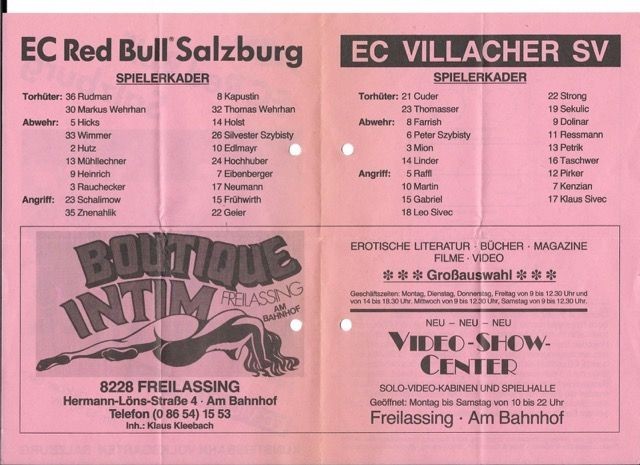 EC Red Bull® Salzburg
SPIELERKADER
Torhüter: 36 Rudman 8 Kapustin
30 Markus Wehrhan 32 Thomas Wehrhan
Abwehr: 5 Hicks 14 Holst
33 Wimmer 26 Silvester Szybisty
2 Hutz 10 Edlmayr
13 Müllechner 24 Hochhuber
9 Heinrich 7 Eibenberger
3 Rauchecker 17 Neumann
Angriff: 23 Schalimow 15 Frühwirth
35 Znenahlik 22 Geier
EC VILLACHER SV
SPIELERKADER
Torhüter: 21 Cuder 22 Strong
23 Thomasser 19 Sekulic
Abwehr: 8 Farrish 9 Dolinar
6 Peter Szybisty 11 Ressmann
3 Mion 13 Petrik
14 Linder 16 Taschwer
Angriff: 5 Raffl 12 Pirker
10 Martin 7 Kenzian
15 Gabriel 17 Klaus Sivec
18 Leo Sivec
BOUTIQUE
INTIM
FREILASSING
AM
BAHNHOF
8228 FREILASSING
Hermann-Löns-Straße 4 · Am Bahnhof
Telefon (0 86 54) 15 53
Inh.: Klaus Kleebach
EROTISCHE LITERATUR · BÜCHER · MAGAZINE
FILME · VIDEO
✻ ✻ ✻ Großauswahl ✻ ✻ ✻
Geschäftszeiten: Montag, Dienstag, Donnerstag, Freitag von 9 bis 12.30 Uhr und
von 14 bis 18.30 Uhr. Mittwoch von 9 bis 12.30 Uhr, Samstag von 9 bis 12.30 Uhr.
NEU – NEU – NEU
VIDEO-SHOW-
CENTER
SOLO-VIDEO-KABINEN UND SPIELHALLE
Geöffnet: Montag bis Samstag von 10 bis 22 Uhr
Freilassing · Am Bahnhof